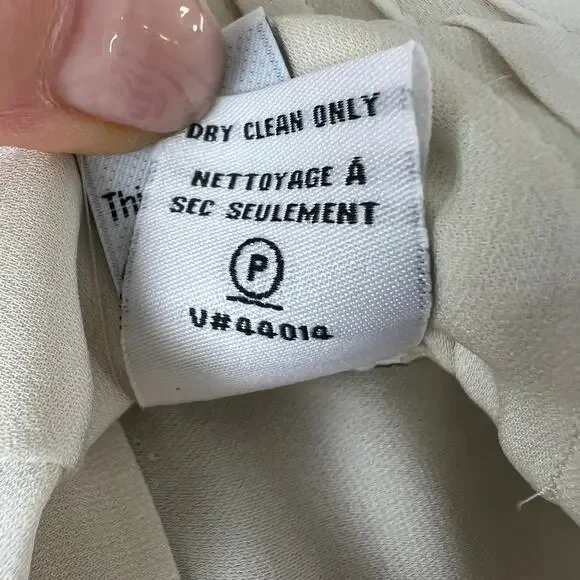 DRY CLEAN ONLY
NETTOYAGE À
SEC SEULEMENT
P
V#44014